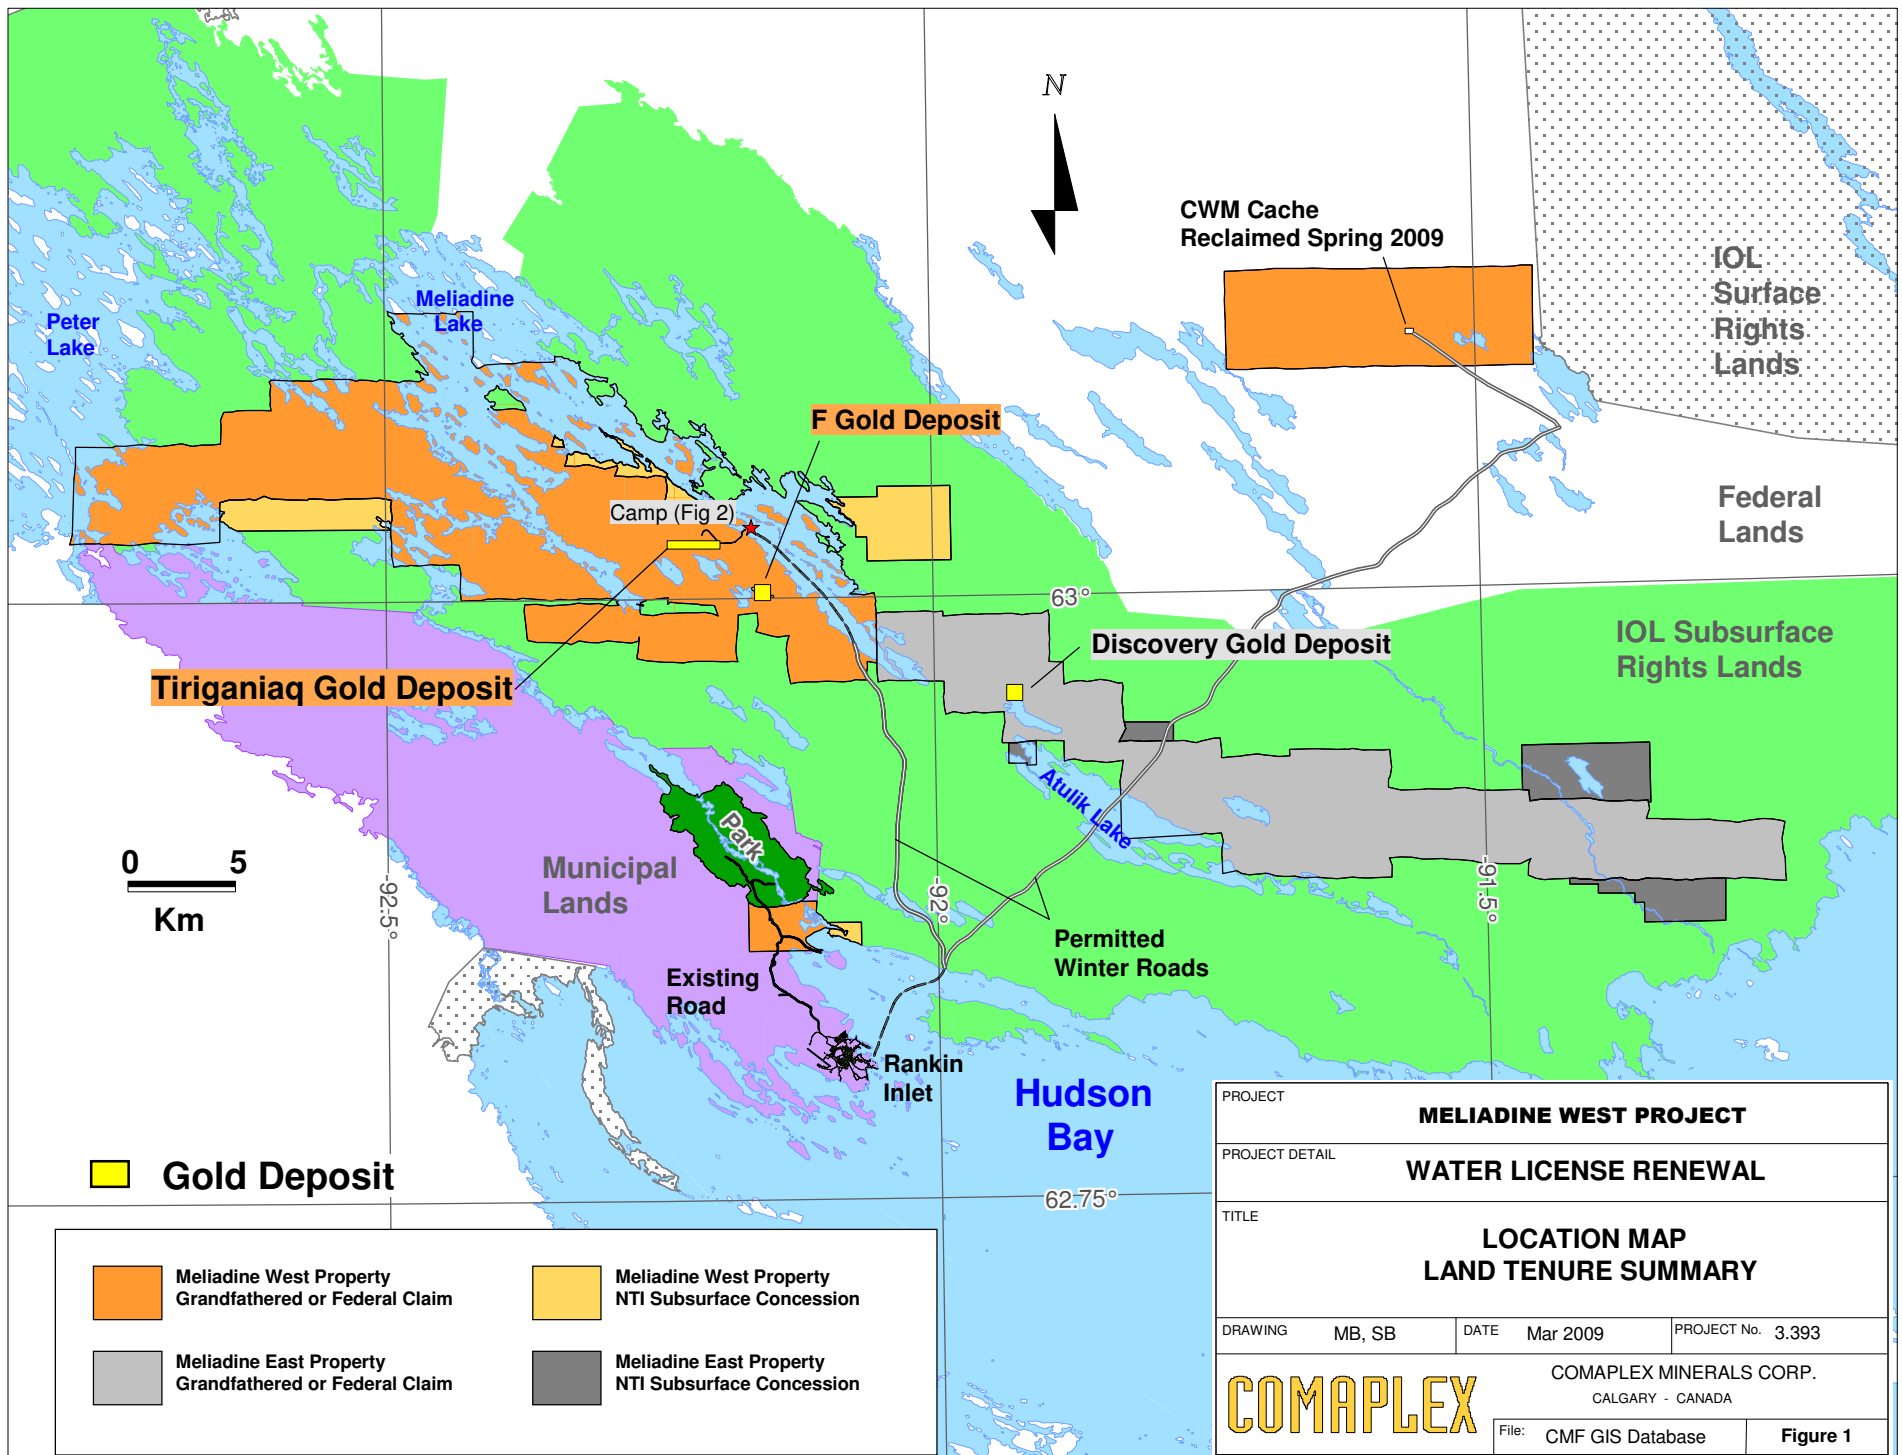 N
CWM Cache
Reclaimed Spring 2009
IOL
Surface
Rights
Lands
Meliadine
Lake
Peter
Lake
F Gold Deposit
Camp (Fig 2)
Federal
Lands
63°
Discovery Gold Deposit
IOL Subsurface
Rights Lands
Tiriganiaq Gold Deposit
Atulik Lake
Park
0 5
Km
Municipal
Lands
-92.5°
-92°
-91.5°
Permitted
Winter Roads
Existing
Road
Rankin
Inlet
Hudson
Bay
62.75°
Gold Deposit
Meliadine West Property
Grandfathered or Federal Claim
Meliadine West Property
NTI Subsurface Concession
Meliadine East Property
Grandfathered or Federal Claim
Meliadine East Property
NTI Subsurface Concession
PROJECT
MELIADINE WEST PROJECT
PROJECT DETAIL
WATER LICENSE RENEWAL
TITLE
LOCATION MAP
LAND TENURE SUMMARY
DRAWING MB, SB DATE Mar 2009 PROJECT No. 3.393
COMAPLEX
COMAPLEX MINERALS CORP.
CALGARY - CANADA
File: CMF GIS Database Figure 1